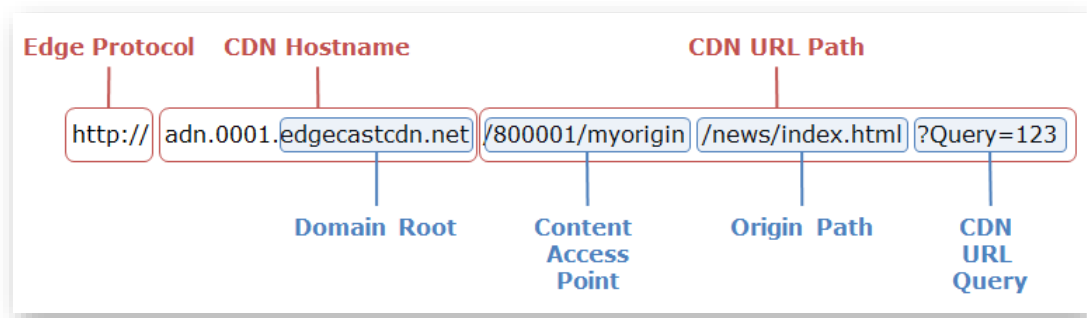 Edge Protocol CDN Hostname CDN URL Path
http:// adn.0001.edgecastcdn.net /800001/myorigin /news/index.html ?Query=123
Domain Root Content Access Point Origin Path CDN URL Query